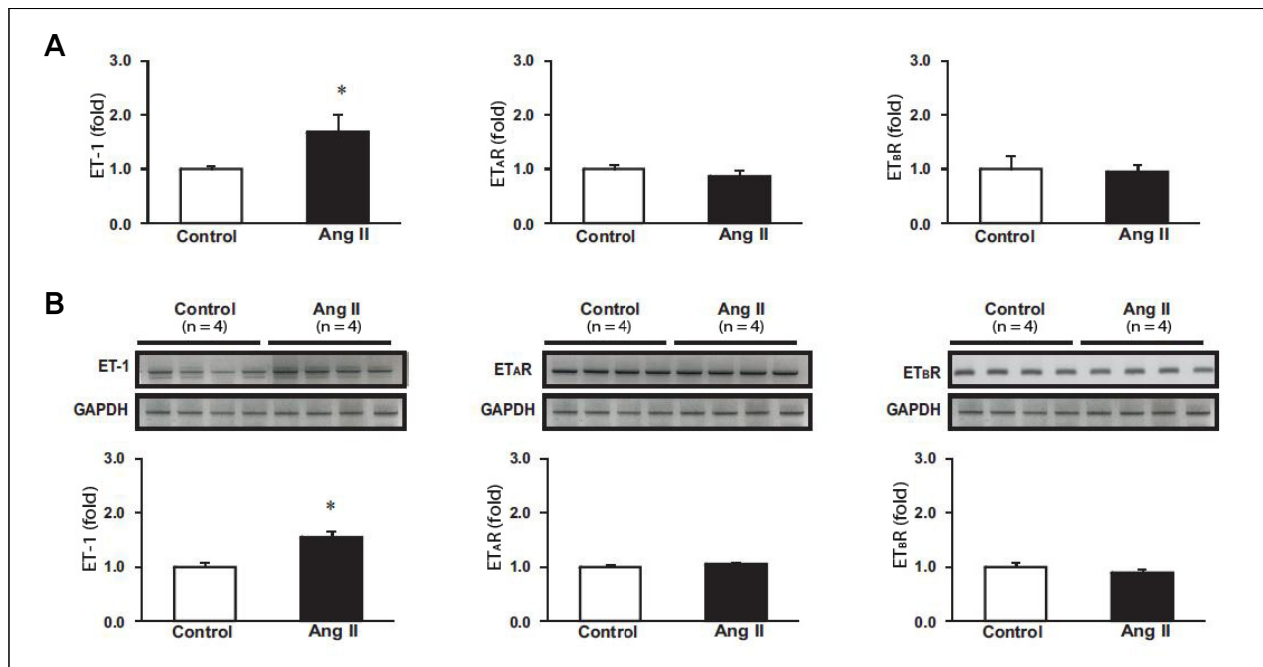 A
3.0
2.0
1.0
0.0
ET-1 (fold)
*
Control
Ang II
3.0
2.0
1.0
0.0
ETAR (fold)
Control
Ang II
3.0
2.0
1.0
0.0
ETBR (fold)
Control
Ang II
B
Control
(n = 4)
Ang II
(n = 4)
ET-1
GAPDH
3.0
2.0
1.0
0.0
ET-1 (fold)
*
Control
Ang II
Control
(n = 4)
Ang II
(n = 4)
ETAR
GAPDH
3.0
2.0
1.0
0.0
ETAR (fold)
Control
Ang II
Control
(n = 4)
Ang II
(n = 4)
ETBR
GAPDH
3.0
2.0
1.0
0.0
ETBR (fold)
Control
Ang II